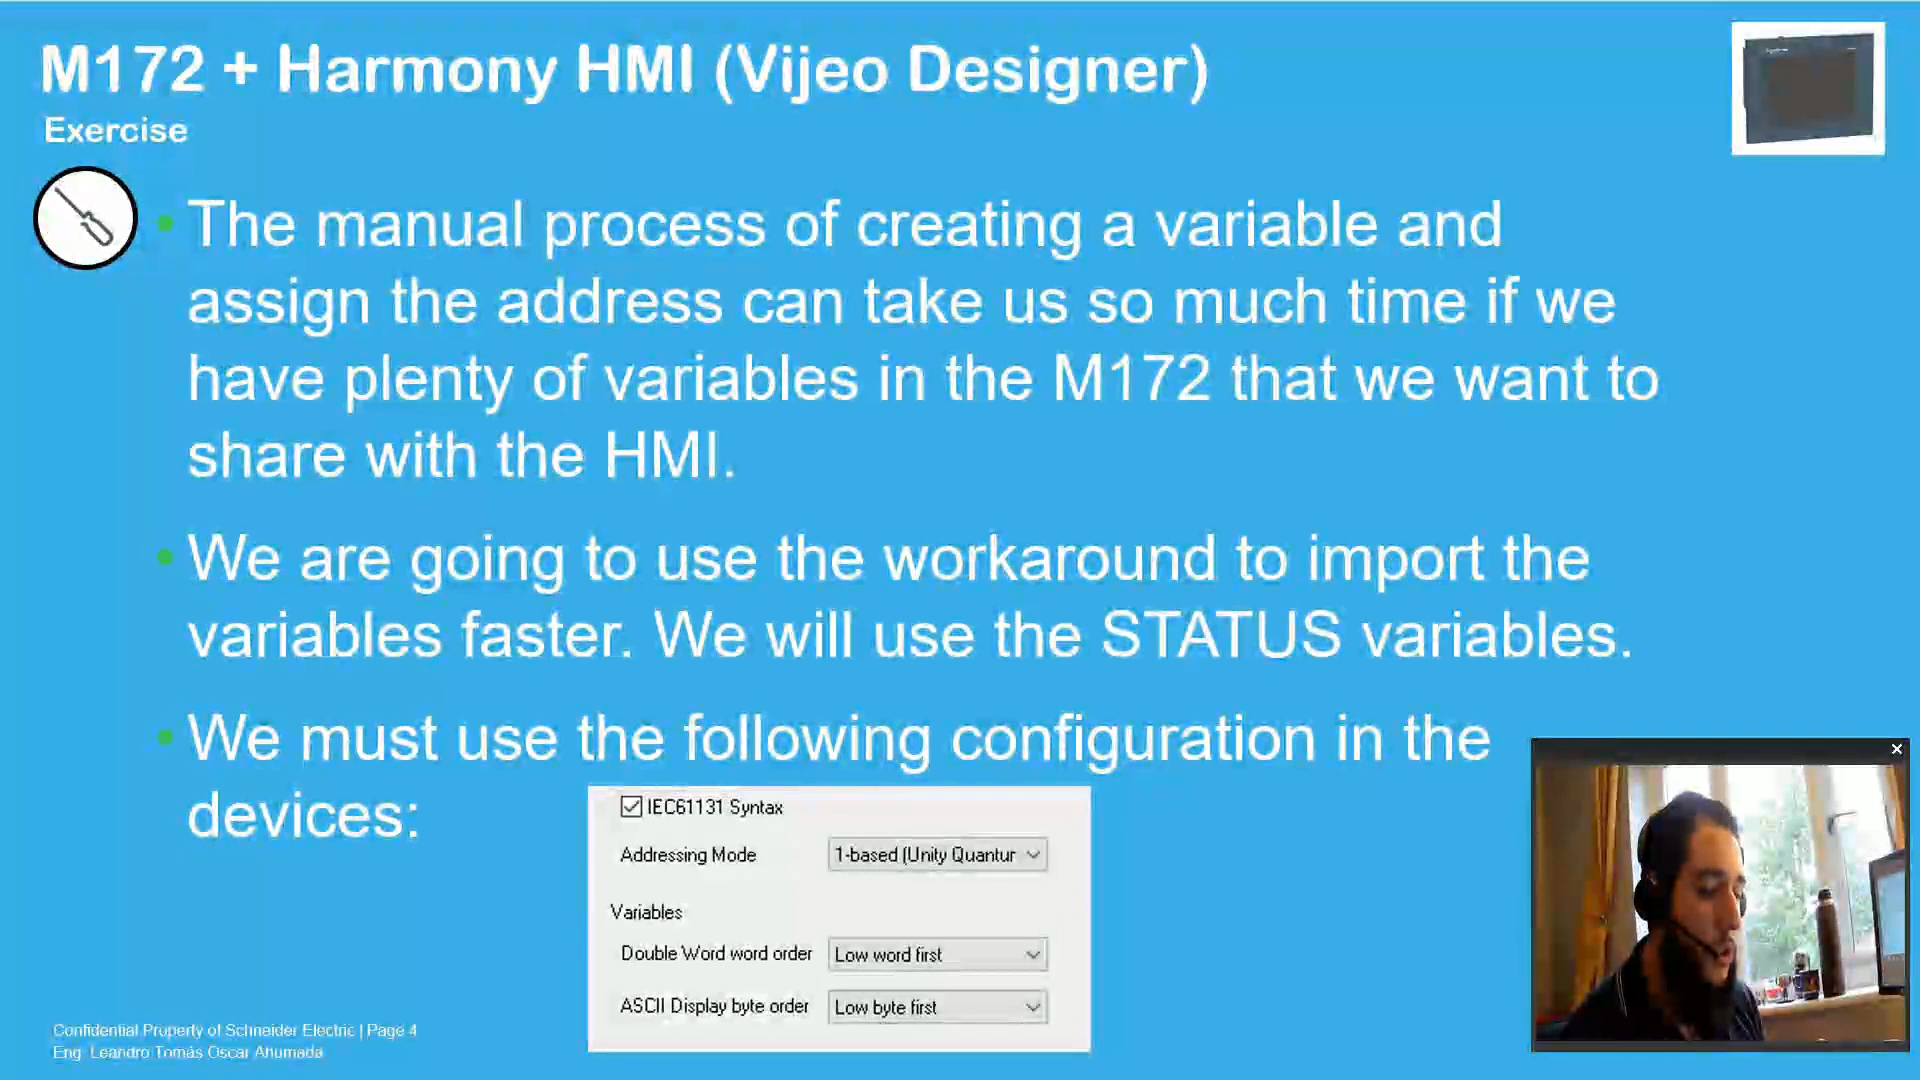 M172 + Harmony HMI (Vijeo Designer)
Exercise
• The manual process of creating a variable and
assign the address can take us so much time if we
have plenty of variables in the M172 that we want to
share with the HMI.
• We are going to use the workaround to import the
variables faster. We will use the STATUS variables.
• We must use the following configuration in the
devices:
IEC61131 Syntax
Addressing Mode 1-based (Unity Quantur
Variables
Double Word word order Low word first
ASCII Display byte order Low byte first
Confidential Property of Schneider Electric | Page 4
Eng. Leandro Tomás Oscar Ahumada